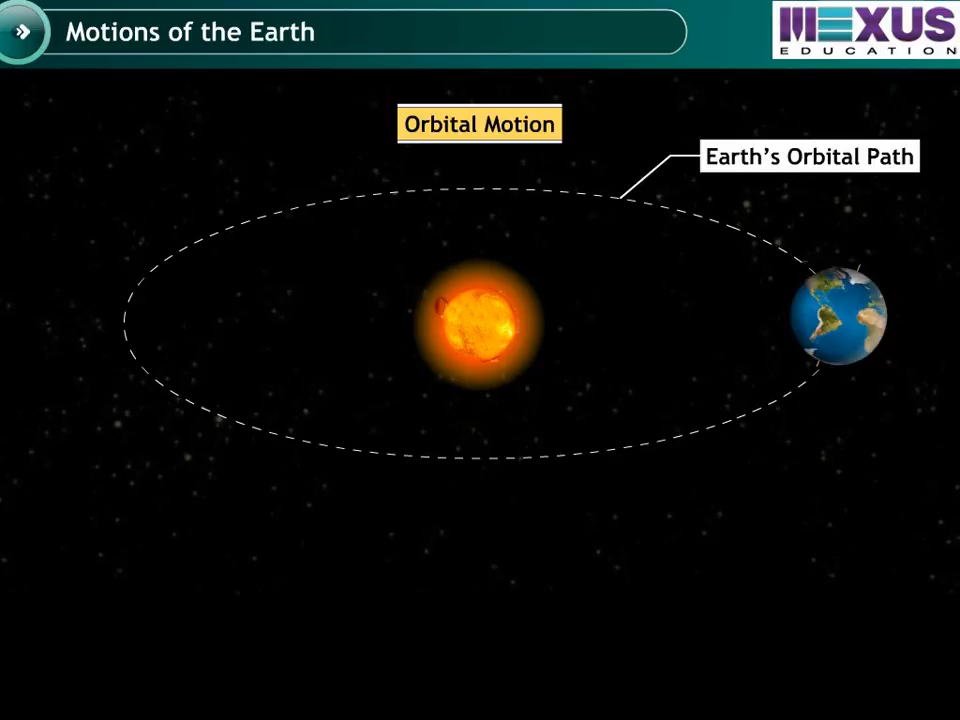 Motions of the Earth
MEXUS
EDUCATION
Orbital Motion
Earth's Orbital Path